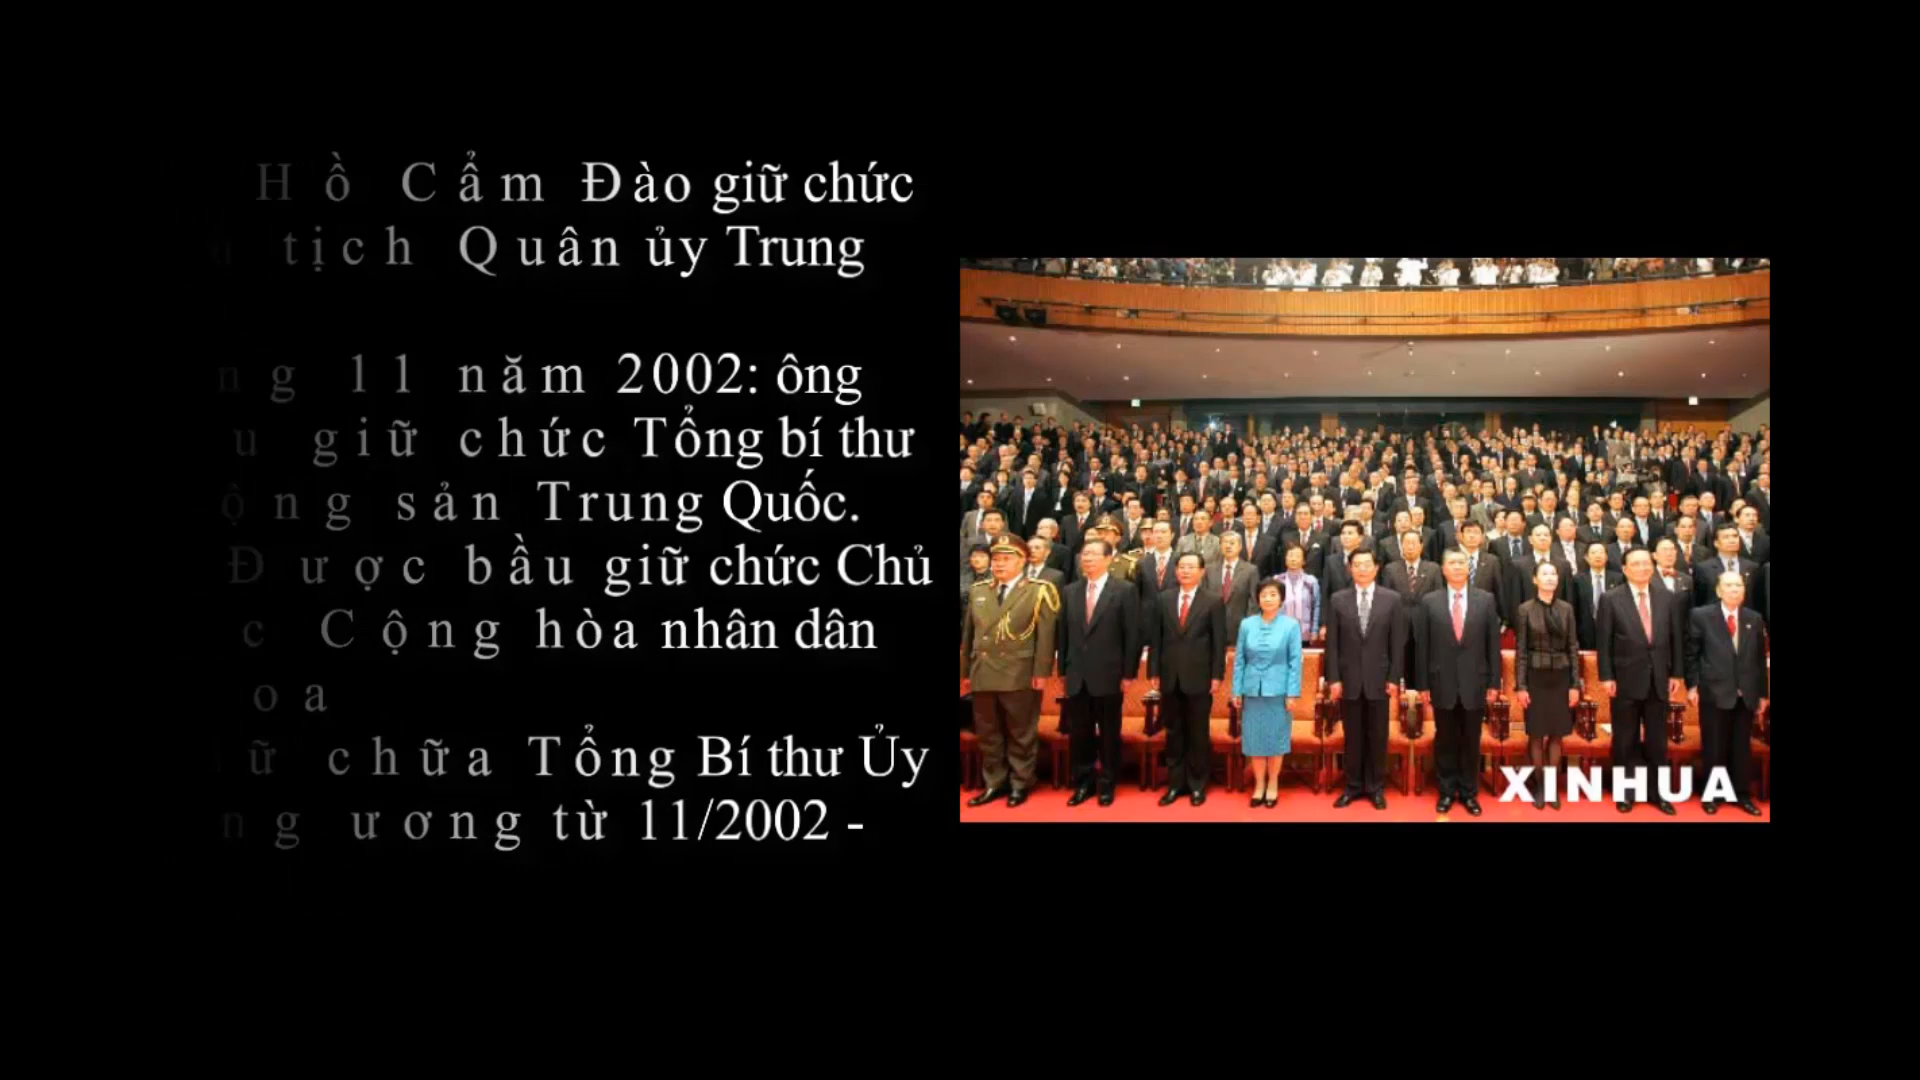 Hồ Cẩm Đào giữ chức
tịch Quân ủy Trung
ng 11 năm 2002: ông
u giữ chức Tổng bí thư
ộng sản Trung Quốc.
Được bầu giữ chức Chủ
c Cộng hòa nhân dân
oa
ữ chữa Tổng Bí thư Ủy
ng ương từ 11/2002 -
XINHUA